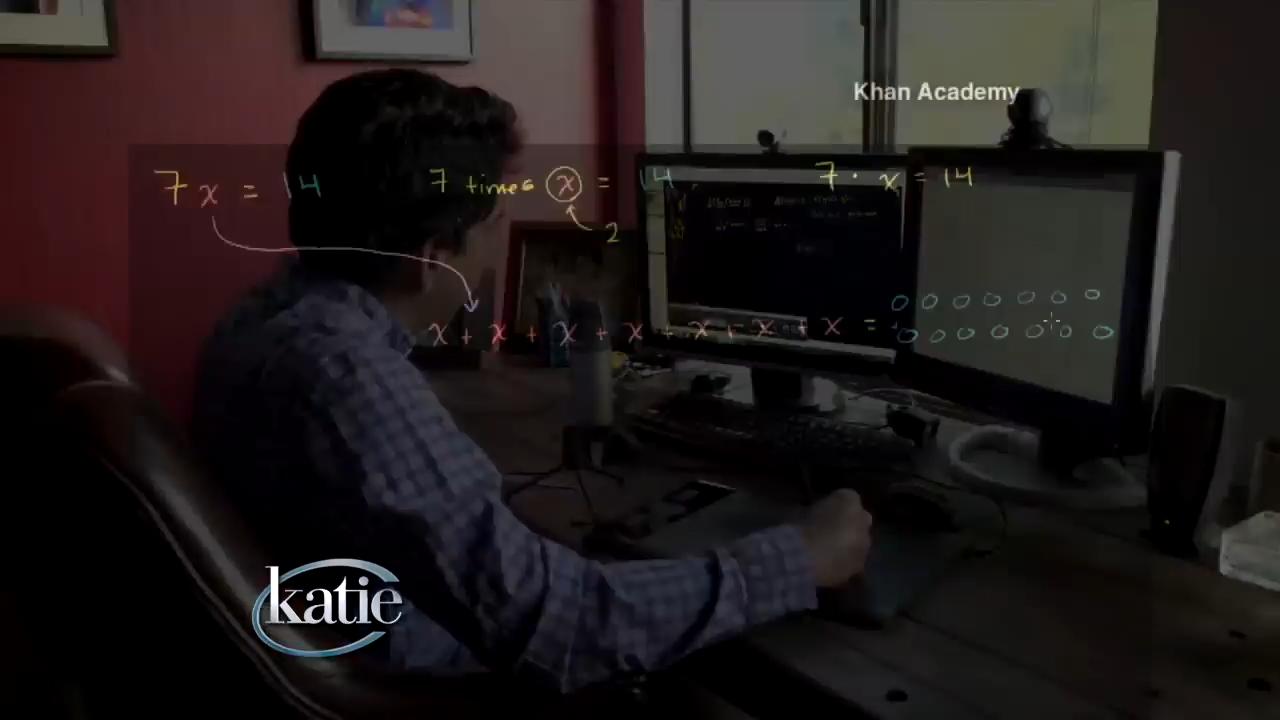 Khan Academy
7x = 14
7 times x = 14
7 · x = 14
2
x + x + x + x + x + x + x =
katie